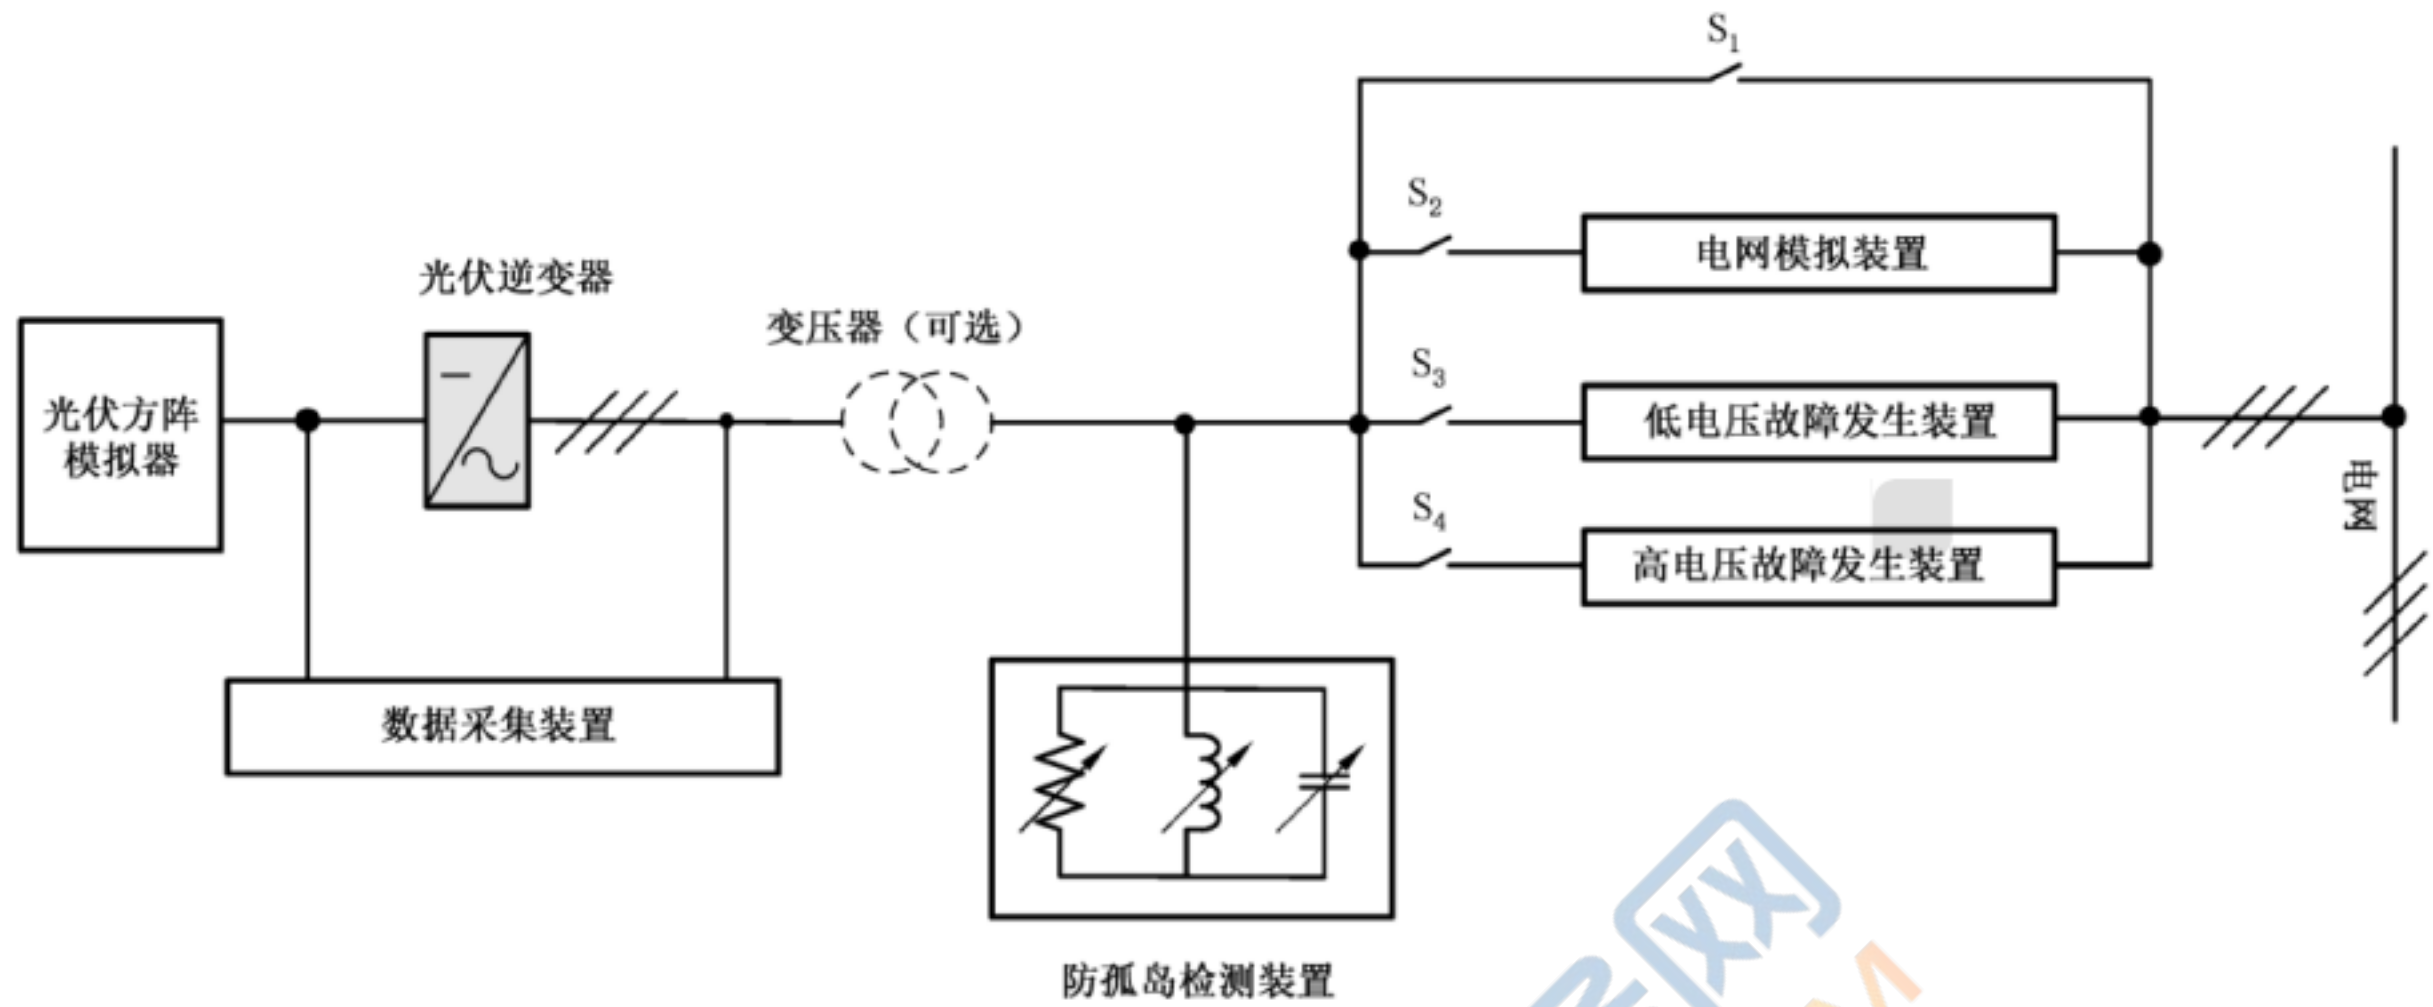 S₁
S₂
电网模拟装置
光伏逆变器
变压器（可选）
S₃
光伏方阵
模拟器
低电压故障发生装置
电网
S₄
高电压故障发生装置
数据采集装置
防孤岛检测装置
网
M